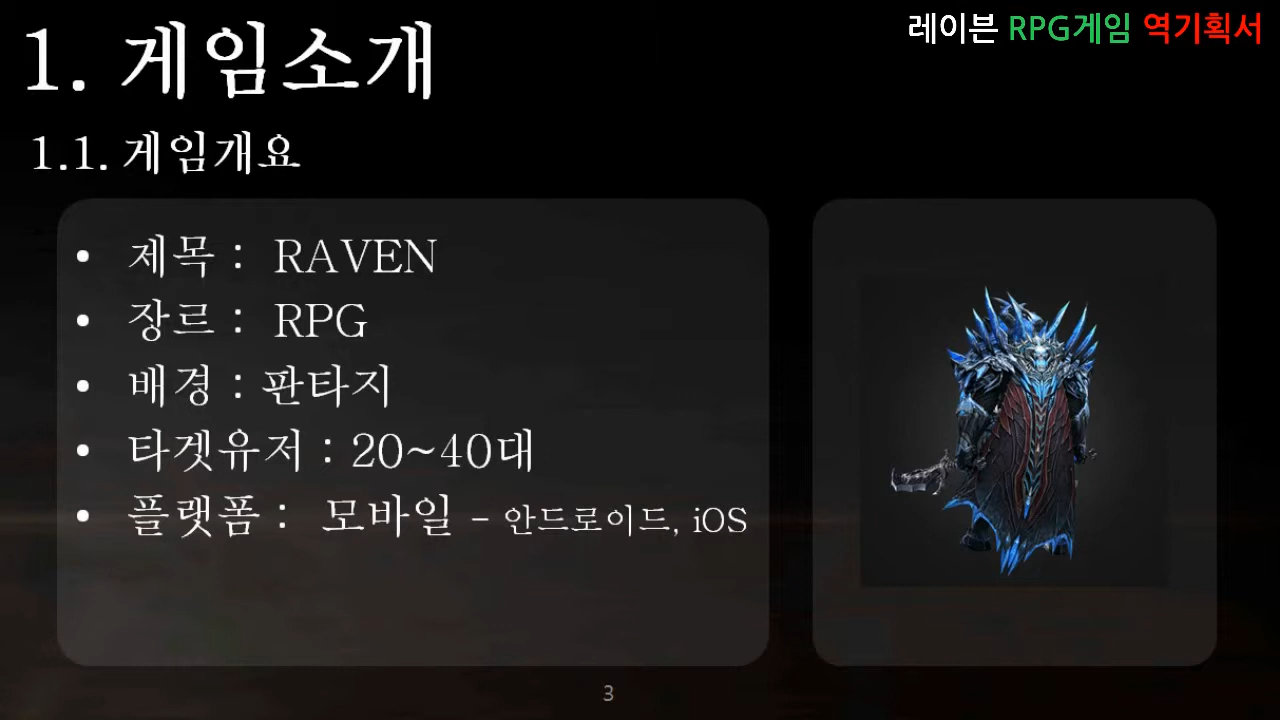 레이븐 RPG게임 역기획서
1. 게임소개
1.1. 게임개요
• 제목 : RAVEN
• 장르 : RPG
• 배경 : 판타지
• 타겟유저 : 20~40대
• 플랫폼 : 모바일 - 안드로이드, iOS
3